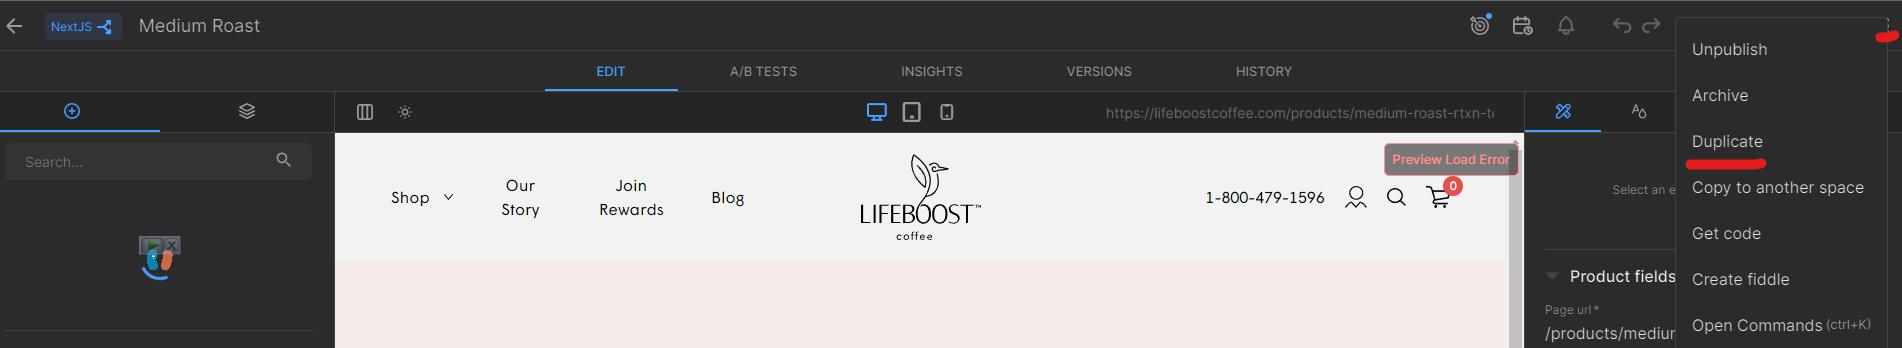 NextJS
Medium Roast
EDIT
A/B TESTS
INSIGHTS
VERSIONS
HISTORY
Search...
https://lifeboostcoffee.com/products/medium-roast-rtxn-te
Preview Load Error
Shop
Our
Story
Join
Rewards
Blog
LIFEBOOST™
coffee
1-800-479-1596
0
Select an e
Product fields
Page url*
/products/mediun
Unpublish
Archive
Duplicate
Copy to another space
Get code
Create fiddle
Open Commands (ctrl+K)